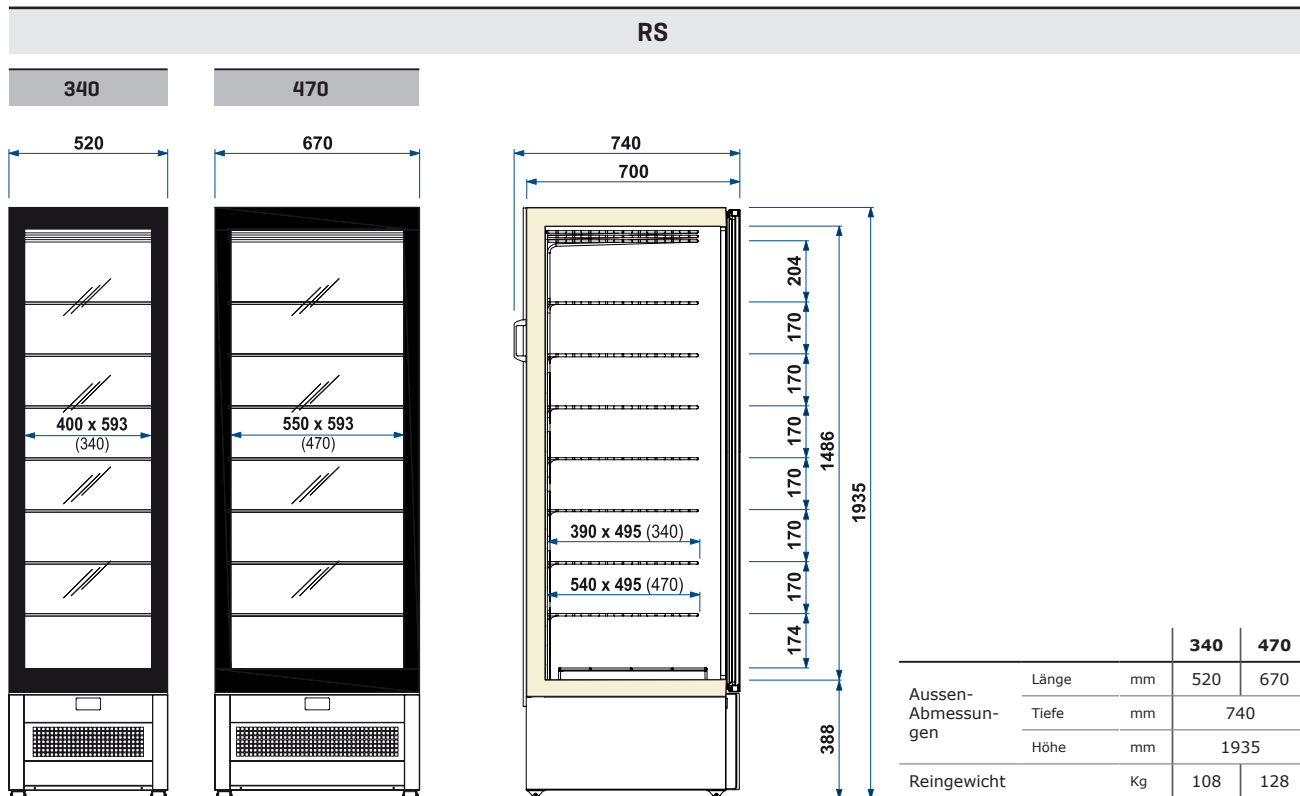 RS
340
470
520
670
740
700
204
170
170
170
170
170
170
174
1486
1935
388
400 x 593
(340)
550 x 593
(470)
390 x 495 (340)
540 x 495 (470)
340 470
Aussen-
Abmessun-
gen
Länge mm 520 670
Tiefe mm 740
Höhe mm 1935
Reingewicht Kg 108 128